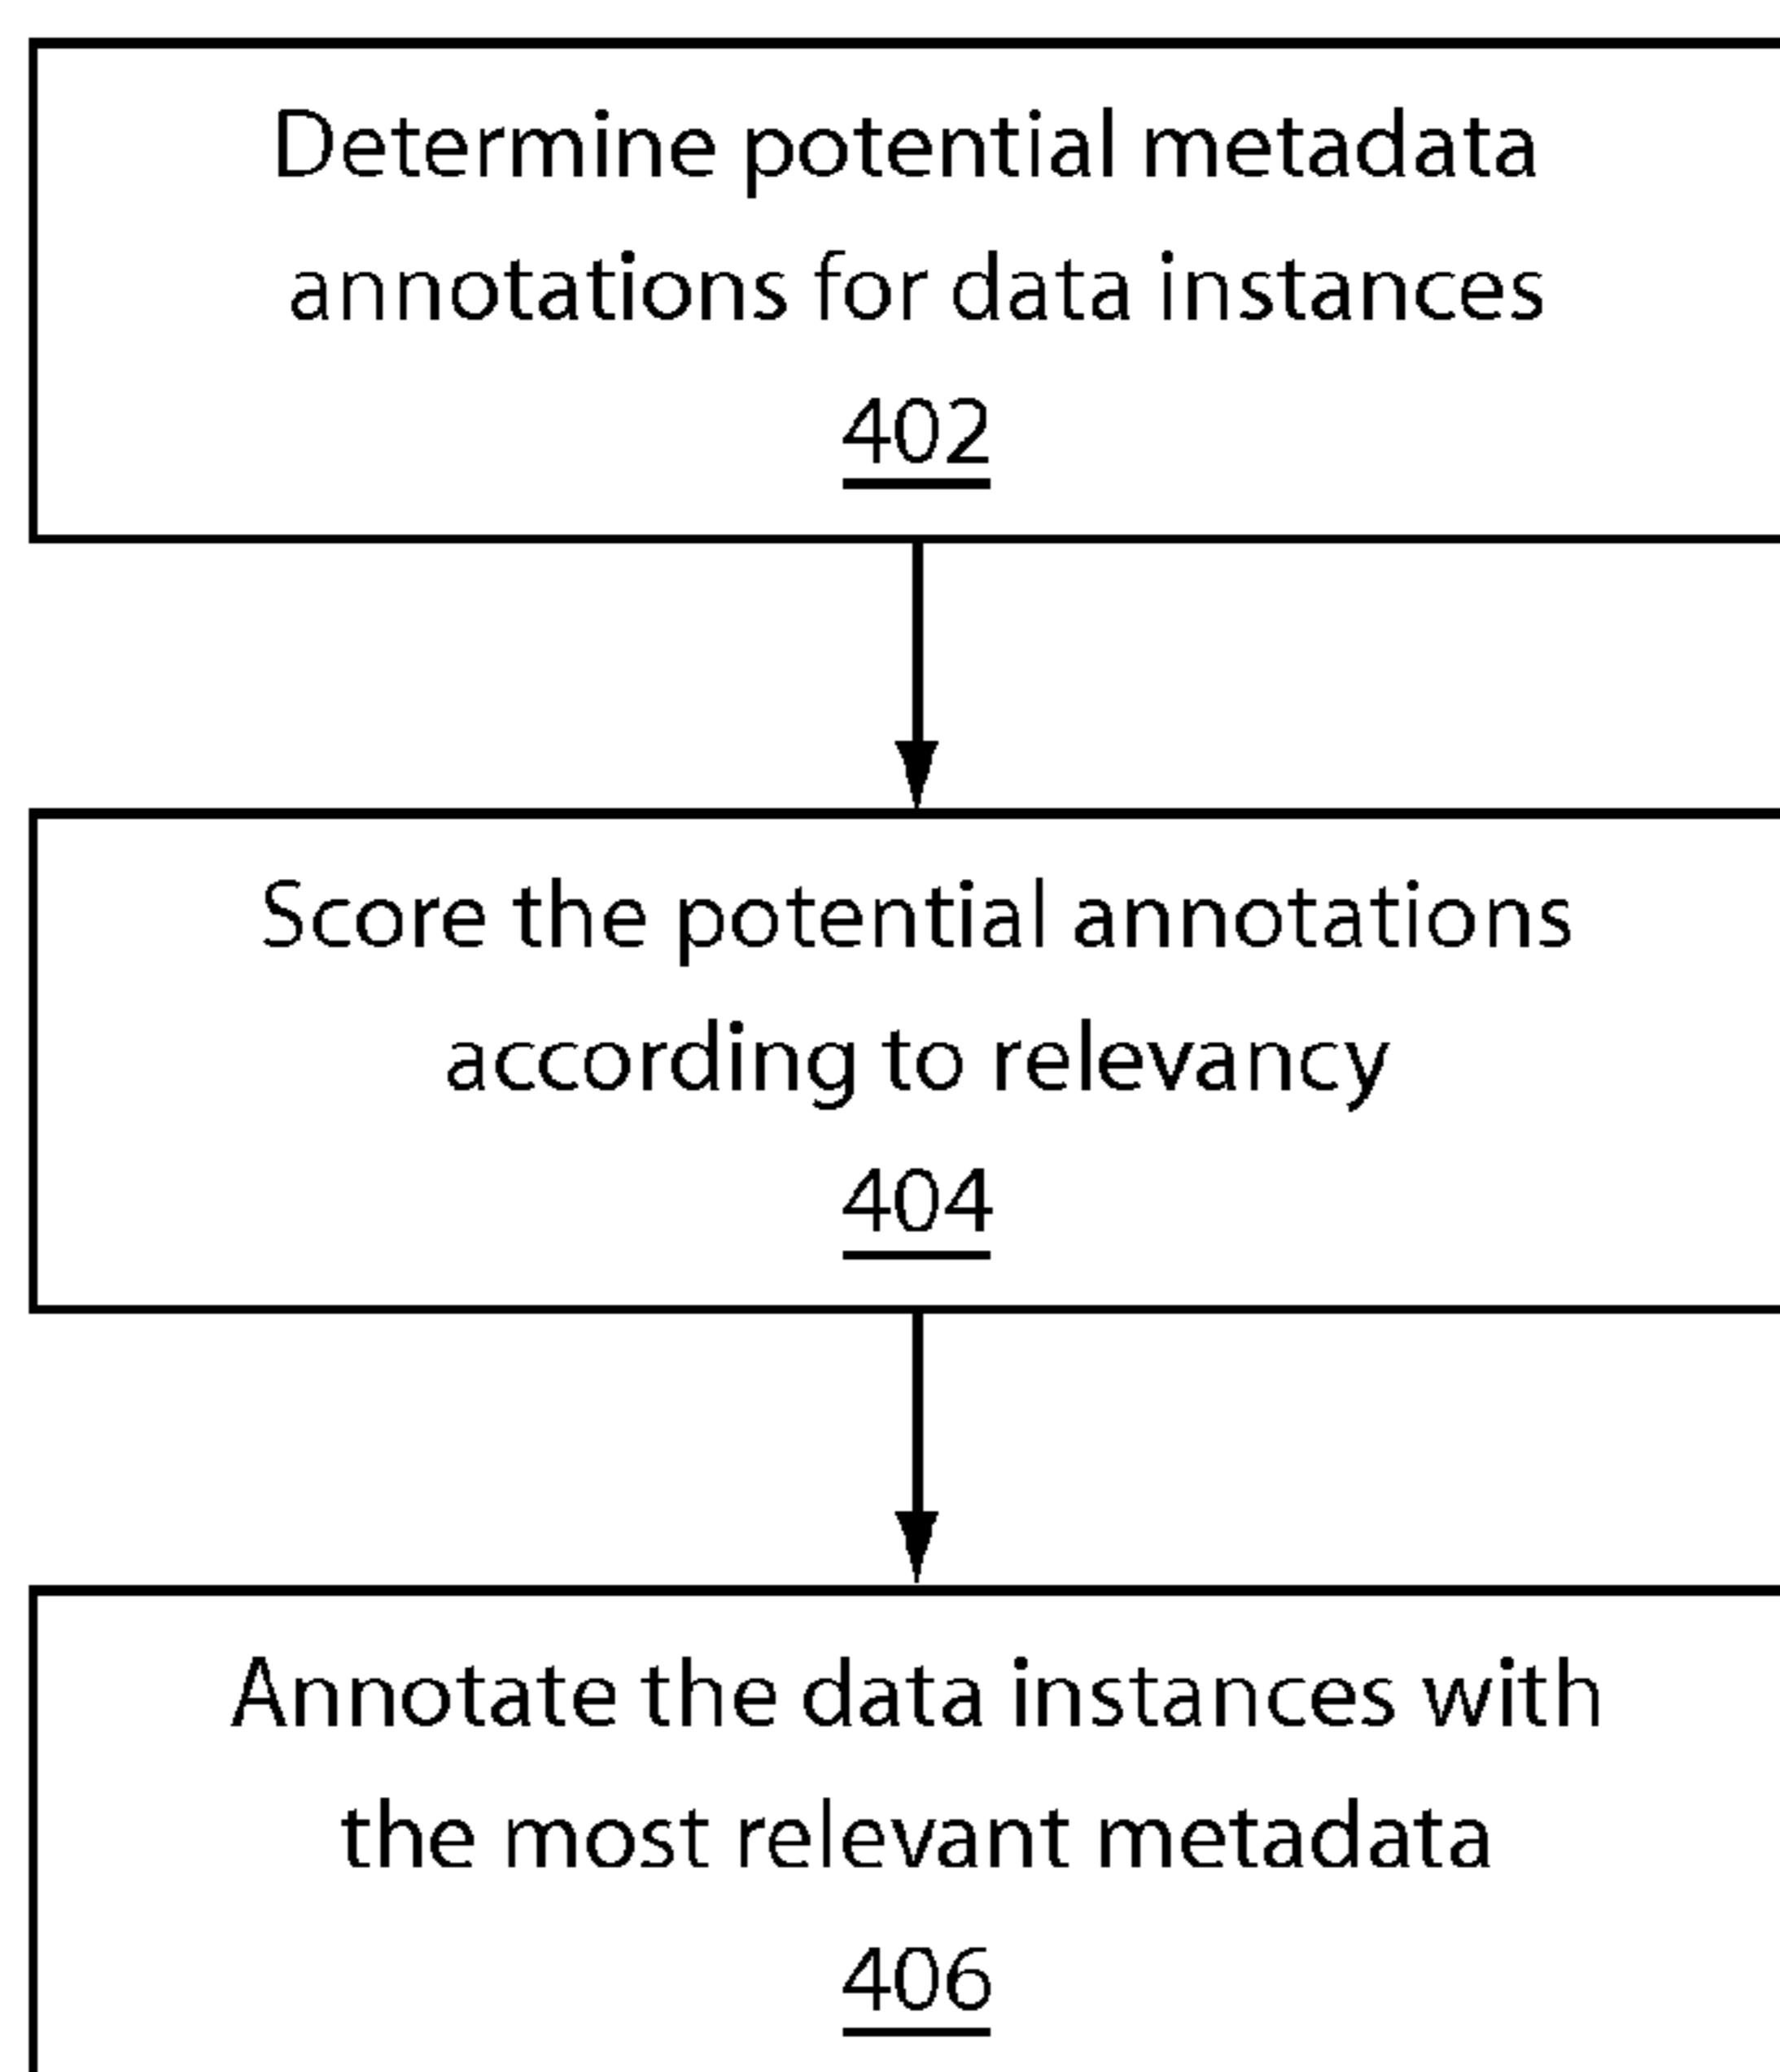 Determine potential metadata
annotations for data instances
402
Score the potential annotations
according to relevancy
404
Annotate the data instances with
the most relevant metadata
406